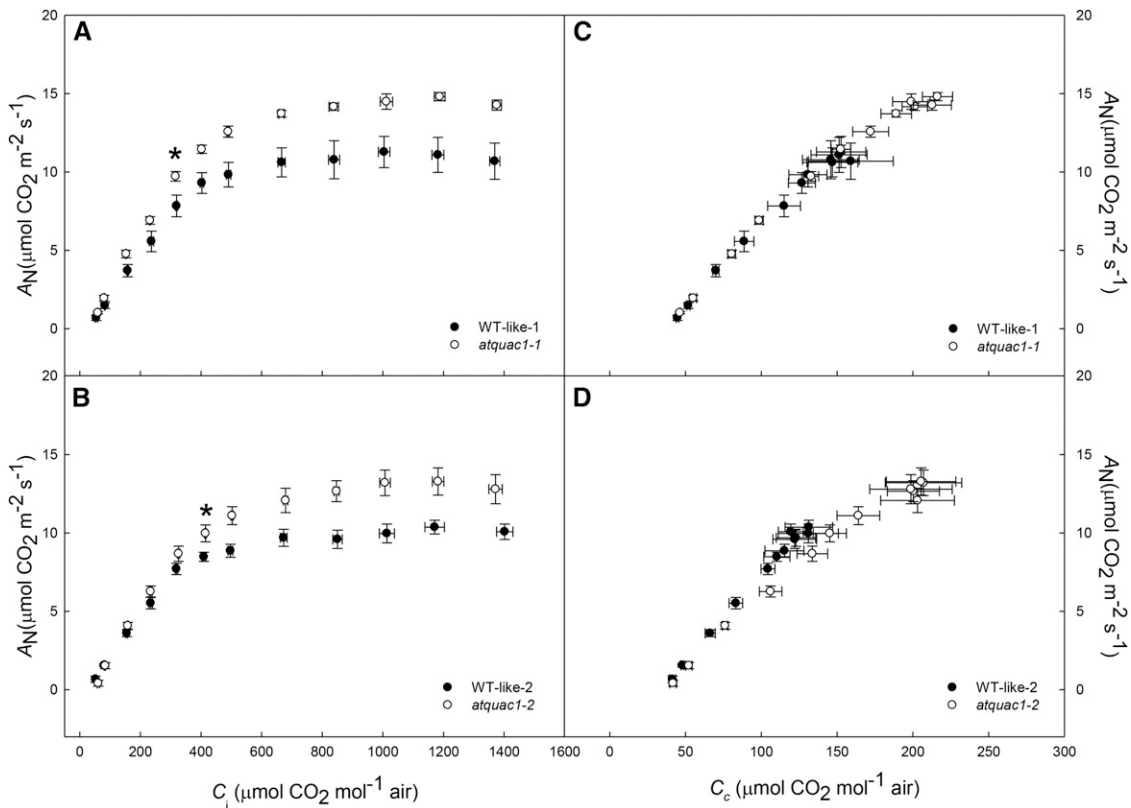 A
20
15
10
5
0
A_N(μmol CO2 m-2 s-1)
*
WT-like-1
atquac1-1
C
20
15
10
5
0
A_N(μmol CO2 m-2 s-1)
WT-like-1
atquac1-1
B
20
15
10
5
0
A_N(μmol CO2 m-2 s-1)
*
WT-like-2
atquac1-2
0 200 400 600 800 1000 1200 1400 1600
C_i (μmol CO2 mol-1 air)
D
20
15
10
5
0
A_N(μmol CO2 m-2 s-1)
WT-like-2
atquac1-2
50 100 150 200 250 300
C_c (μmol CO2 mol-1 air)